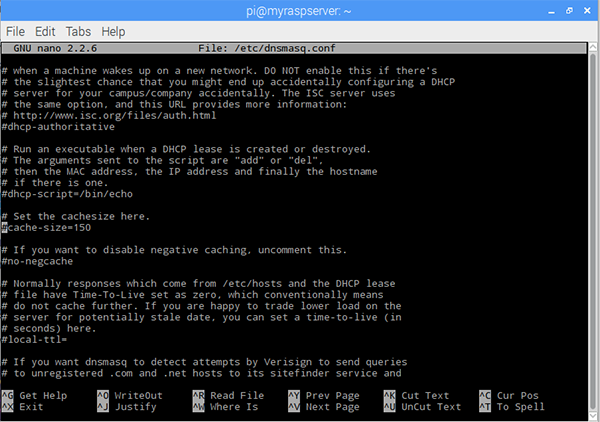 pi@myraspserver: ~
File Edit Tabs Help
GNU nano 2.2.6 File: /etc/dnsmasq.conf
# when a machine wakes up on a new network. DO NOT enable this if there's
# the slightest chance that you might end up accidentally configuring a DHCP
# server for your campus/company accidentally. The ISC server uses
# the same option, and this URL provides more information:
# http://www.isc.org/files/auth.html
#dhcp-authoritative
# Run an executable when a DHCP lease is created or destroyed.
# The arguments sent to the script are "add" or "del",
# then the MAC address, the IP address and finally the hostname
# if there is one.
#dhcp-script=/bin/echo
# Set the cachesize here.
#cache-size=150
# If you want to disable negative caching, uncomment this.
#no-negcache
# Normally responses which come from /etc/hosts and the DHCP lease
# file have Time-To-Live set as zero, which conventionally means
# do not cache further. If you are happy to trade lower load on the
# server for potentially stale date, you can set a time-to-live (in
# seconds) here.
#local-ttl=
# If you want dnsmasq to detect attempts by Verisign to send queries
# to unregistered .com and .net hosts to its sitefinder service and
^G Get Help ^O WriteOut ^R Read File ^Y Prev Page ^K Cut Text ^C Cur Pos
^X Exit ^J Justify ^W Where Is ^V Next Page ^U UnCut Text ^T To Spell